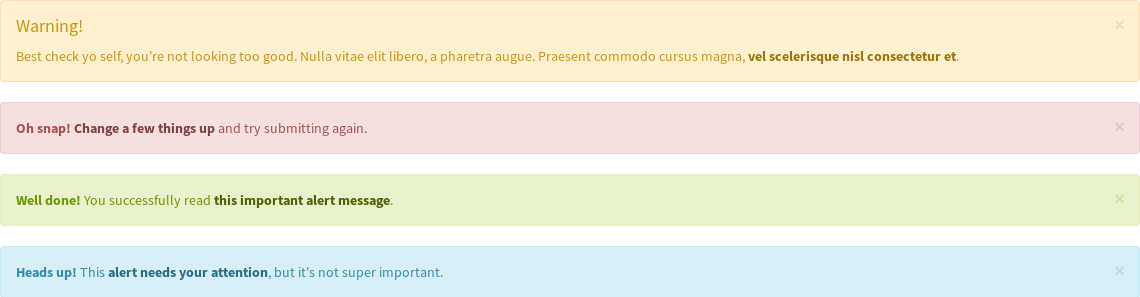 Warning!
×
Best check yo self, you're not looking too good. Nulla vitae elit libero, a pharetra augue. Praesent commodo cursus magna, vel scelerisque nisl consectetur et.
Oh snap! Change a few things up and try submitting again.
×
Well done! You successfully read this important alert message.
×
Heads up! This alert needs your attention, but it's not super important.
×